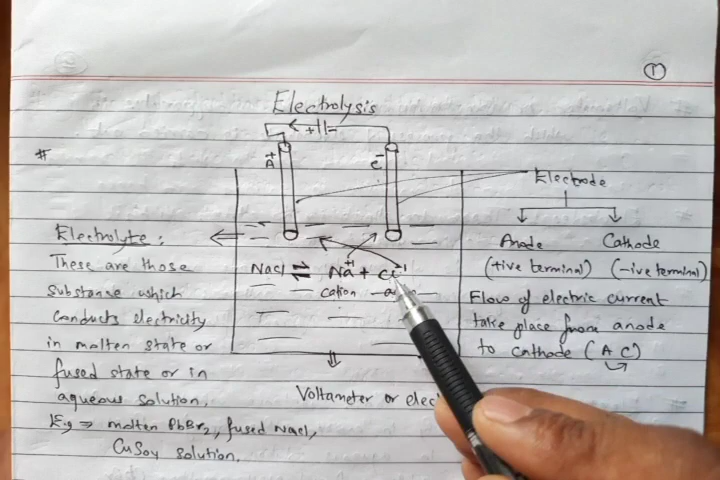 1
Electrolysis
#
+ -
A+
C-
Electrode
Anode Cathode
(+ive terminal) (-ive terminal)
Electrolyte:
These are those
substance which
conducts electricity
in molten state or
fused state or in
aqueous solution.
E.g ⇒ molten PbBr2, fused NaCl,
CuSO4 solution.
NaCl ⇌ Na+1 + Cl-1
cation
Flow of electric current
take place from anode
to cathode (A C)
Voltameter or